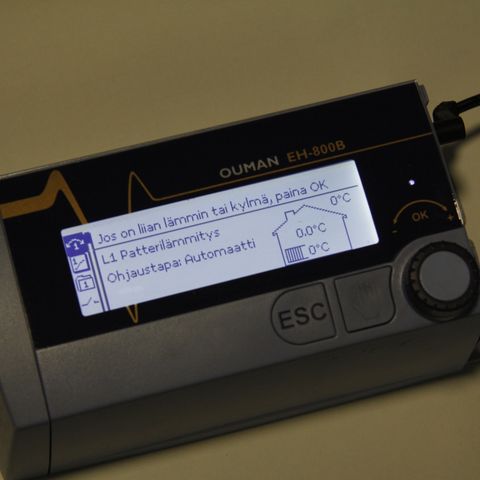 OUMAN EH-800B
Jos on liian lämmin tai kylmä, paina OK
0°C
L1 Patterilämmitys
0.0°C
Ohjaustapa: Automaatti
0°C
- OK +
ESC